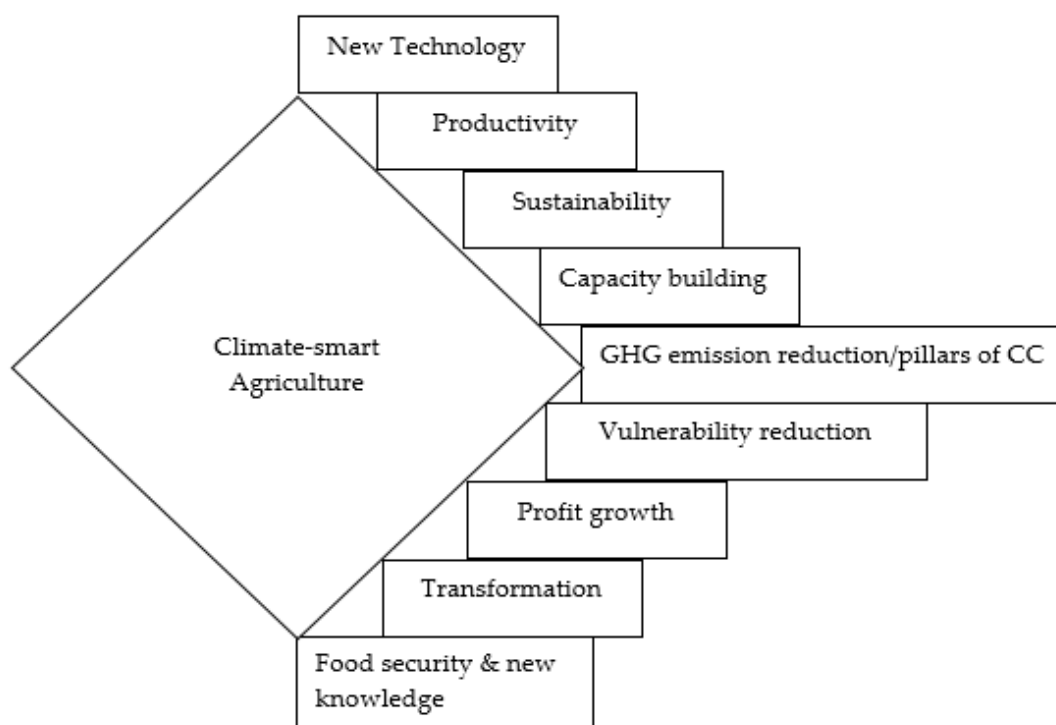 New Technology
Productivity
Sustainability
Capacity building
Climate-smart
Agriculture
GHG emission reduction/pillars of CC
Vulnerability reduction
Profit growth
Transformation
Food security & new
knowledge